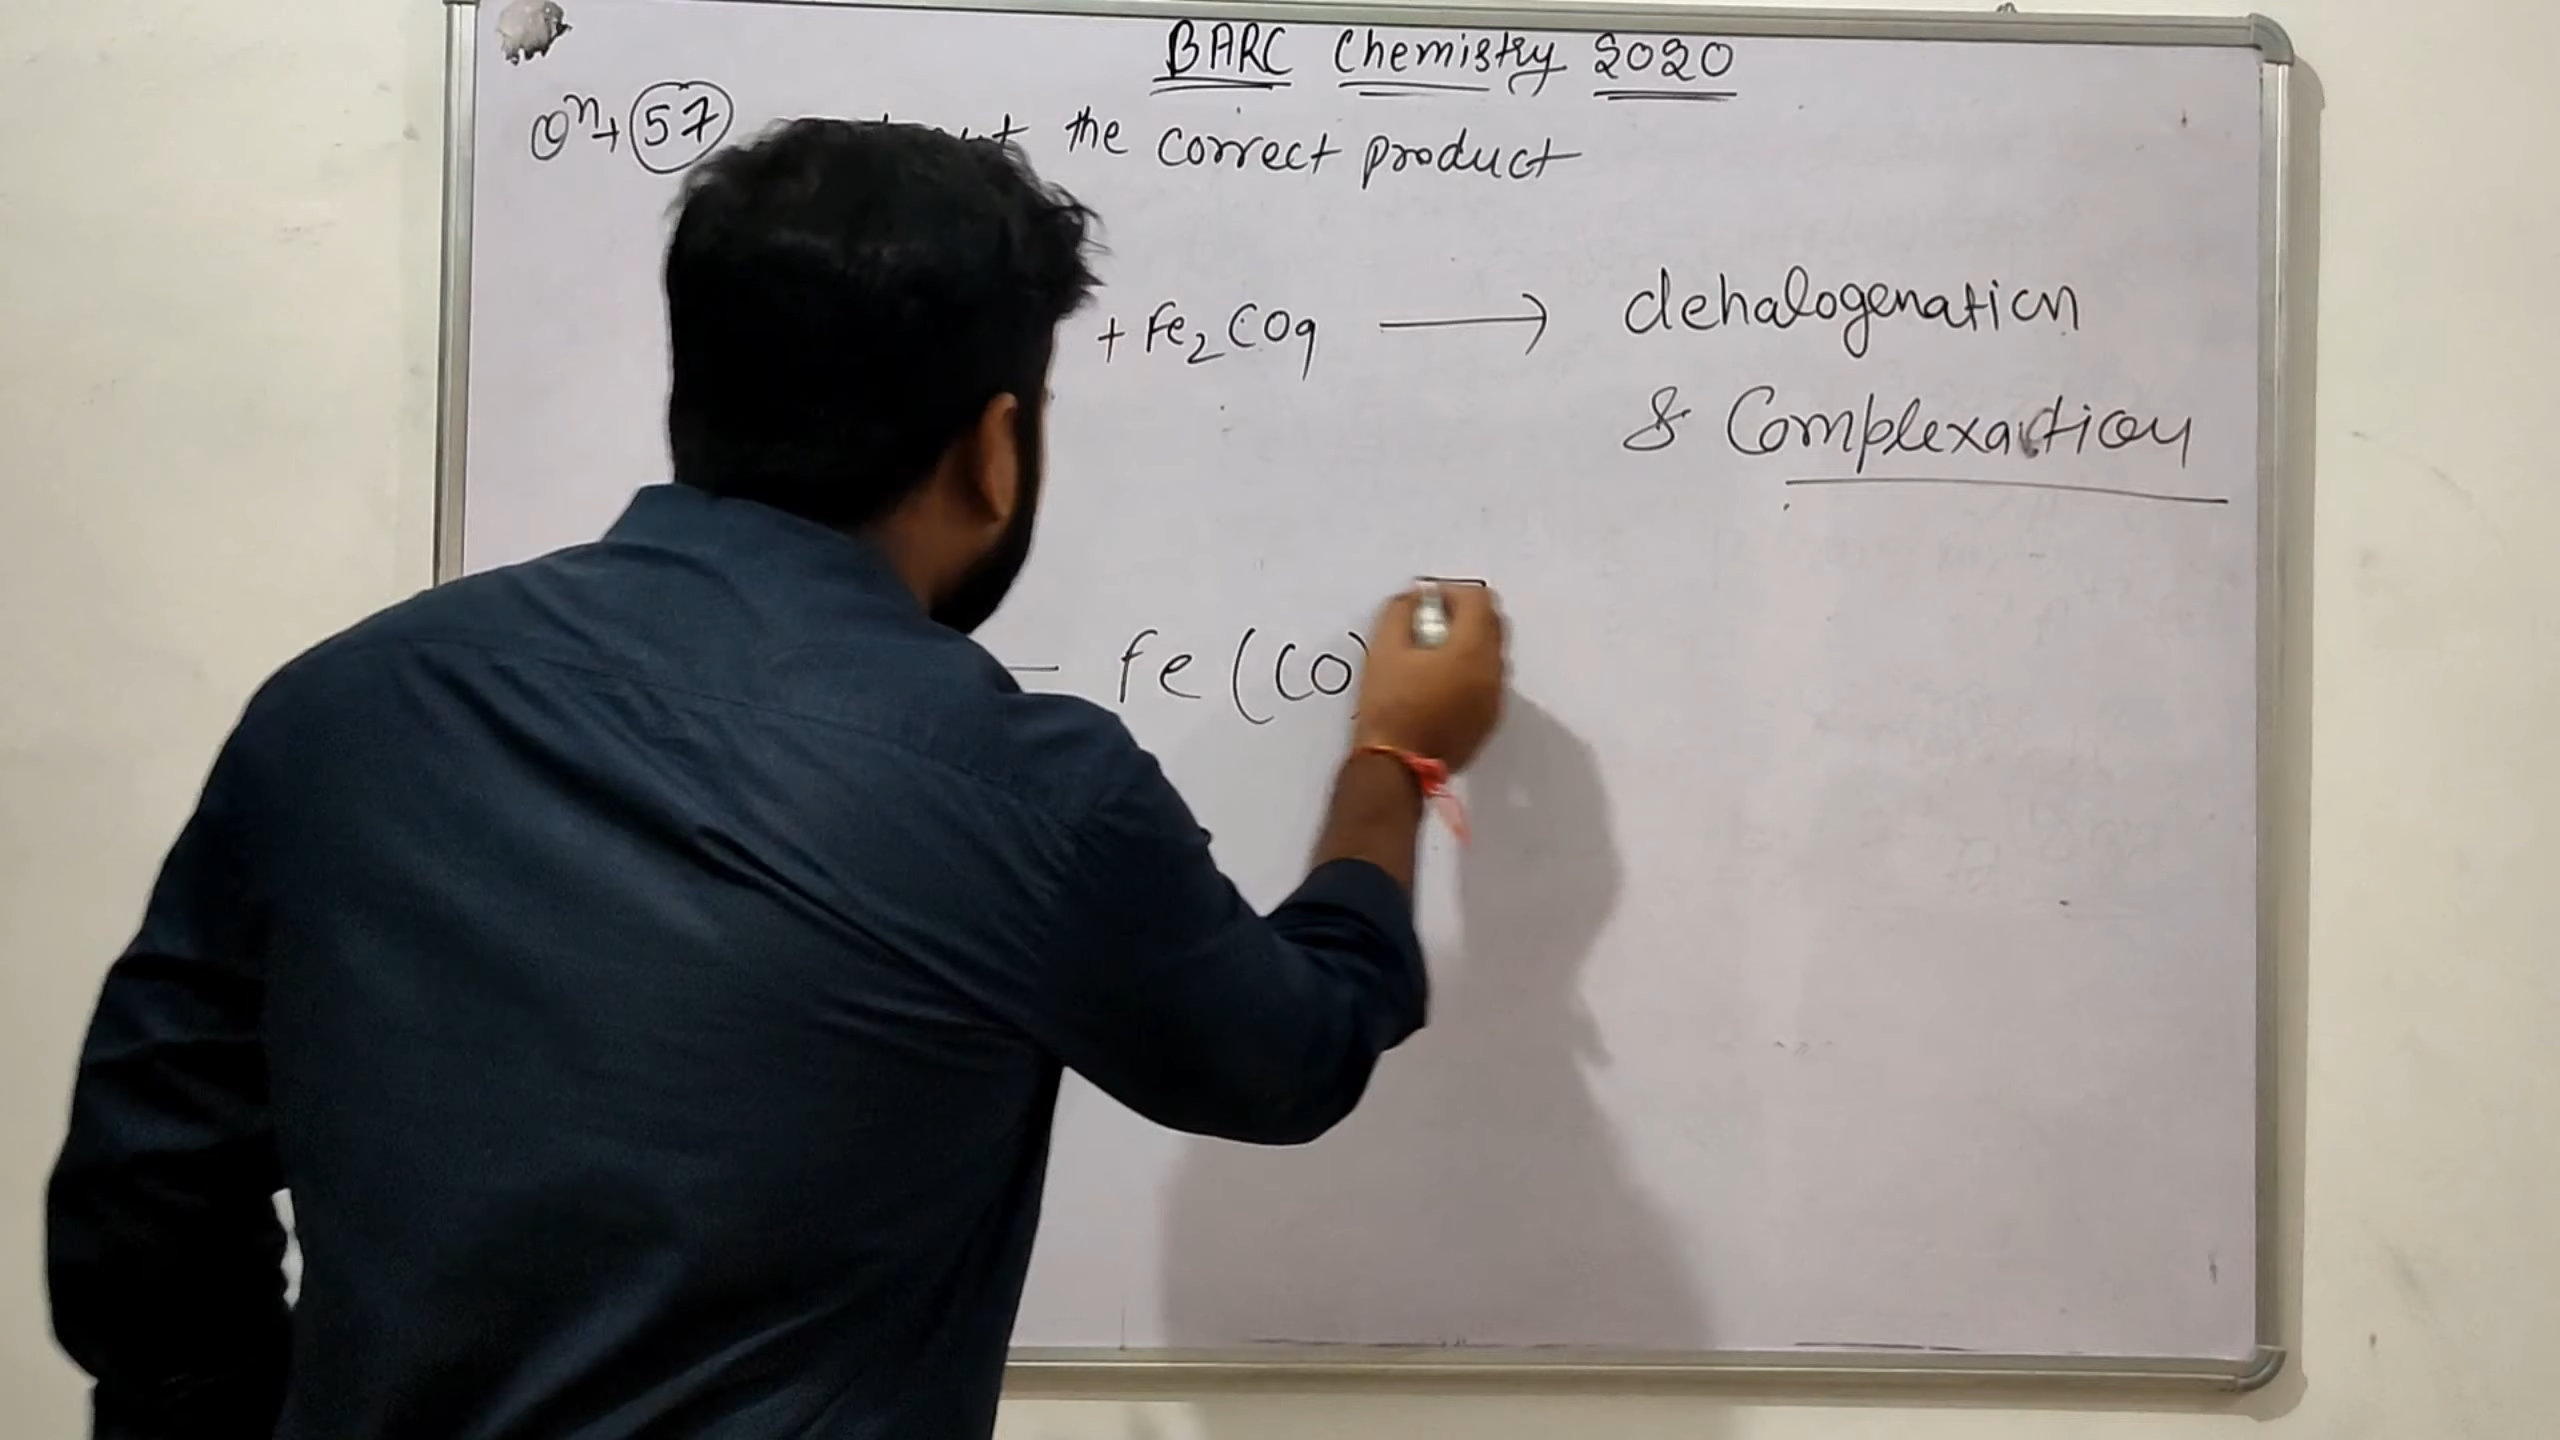 BARC Chemistry 2020
Qn+ 57 the correct product
+ Fe2CO9 ⟶ dehalogenation
& Complexation
— fe (CO)